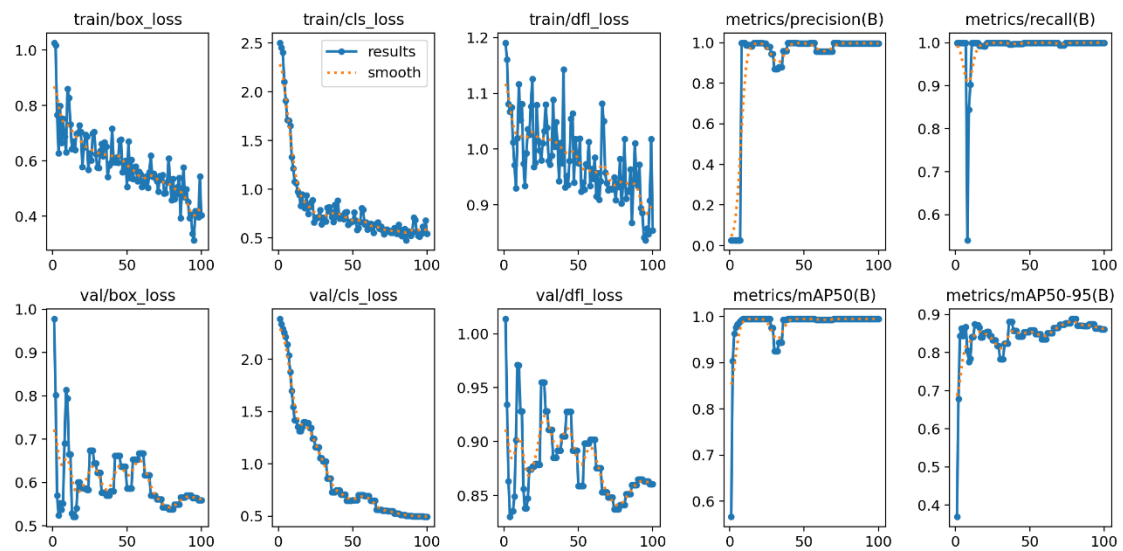 train/box_loss
train/cls_loss
train/dfl_loss
metrics/precision(B)
metrics/recall(B)
results
smooth
1.0
0.8
0.6
0.4
0 50 100
2.5
2.0
1.5
1.0
0.5
0 50 100
1.2
1.1
1.0
0.9
0 50 100
1.0
0.8
0.6
0.4
0.2
0.0
0 50 100
1.0
0.9
0.8
0.7
0.6
0 50 100
val/box_loss
val/cls_loss
val/dfl_loss
metrics/mAP50(B)
metrics/mAP50-95(B)
1.0
0.9
0.8
0.7
0.6
0.5
0 50 100
2.0
1.5
1.0
0.5
0 50 100
1.00
0.95
0.90
0.85
0 50 100
1.0
0.9
0.8
0.7
0.6
0 50 100
0.9
0.8
0.7
0.6
0.5
0.4
0 50 100